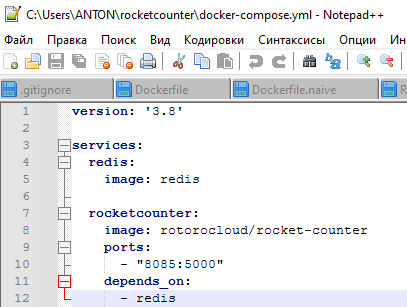 C:\Users\ANTON\rocketcounter\docker-compose.yml - Notepad++
Файл Правка Поиск Вид Кодировки Синтаксисы Опции
.gitignore Dockerfile Dockerfile.naive
1 version: '3.8'
2
3 services:
4 redis:
5 image: redis
6
7 rocketcounter:
8 image: rotorocloud/rocket-counter
9 ports:
10 - "8085:5000"
11 depends_on:
12 - redis